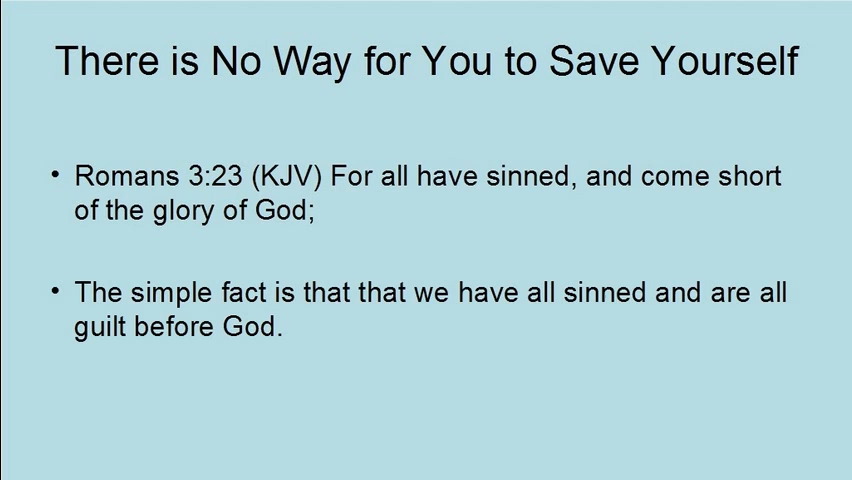 There is No Way for You to Save Yourself
• Romans 3:23 (KJV) For all have sinned, and come short
of the glory of God;
• The simple fact is that that we have all sinned and are all
guilt before God.